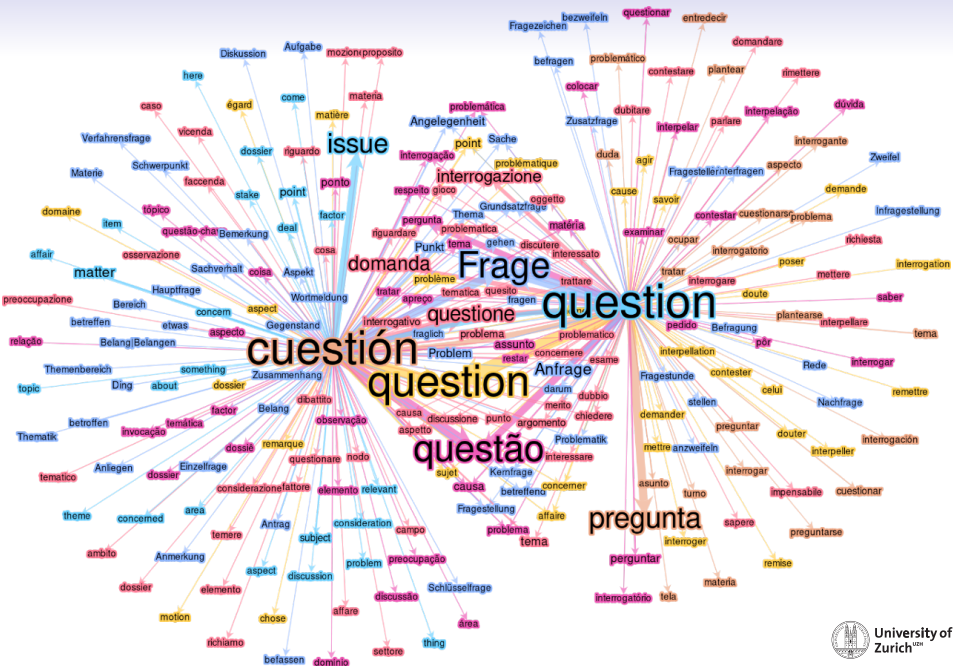 questionar
bezweifeln
entredecir
Fragezeichen
domandare
Aufgabe
mozione
proposito
Diskussion
befragen
problemático
contestare
plantear
rimettere
here
come
materia
colocar
caso
égard
matière
problemática
dubitare
interpelação
dúvida
Angelegenheit
Zusatzfrage
interpelar
parlare
vicenda
Verfahrensfrage
issue
point
Sache
interrogante
dossier
riguardo
interrogação
problématique
duda
agir
aspecto
Zweifel
Schwerpunkt
Materie
faccenda
stake
point
ponto
interrogazione
respeito
gioco
oggetto
cause
savoir
demande
domaine
tópico
factor
Thema
Grundsatzfrage
contestar
cuestionarse
problema
Infragestellung
item
Bemerkung
deal
pergunta
problematica
matéria
examinar
richiesta
affair
osservazione
cosa
riguardare
Punkt
tema
gehen
discutere
interessato
ocupar
interrogatorio
poser
interrogation
matter
Sachverhalt
coisa
Aspekt
domanda
Frage
tratar
mettere
preoccupazione
Hauptfrage
Wortmeldung
problème
trattare
interrogare
saber
Bereich
concern
aspect
tratar
apreço
tematica
quesito
fragen
question
doute
betreffen
etwas
aspecto
Gegenstand
interrogativo
questione
pedido
Befragung
plantearse
interpellare
tema
relação
Belang|Belangen
cuestión
fraglich
problema
problematico
pôr
Themenbereich
something
Problem
assunto
restar
concernere
esame
interpellation
Rede
interrogar
topic
Ding
about
dossier
Zusammenhang
question
Anfrage
Fragestunde
contester
celui
remettre
betroffen
temática
factor
Belang
dibattito
causa
discussione
punto
darum
merito
dubbio
stellen
Nachfrage
Thematik
invocação
observação
aspetto
argomento
chiedere
demander
preguntar
douter
interrogación
dossiê
remarque
questão
Problematik
mettre
anzweifeln
interpeller
Anliegen
Einzelfrage
questionare
nodo
sujet
Kernfrage
interessare
tematico
dossier
considerazione
fattore
elemento
relevant
causa
betreffend
concerner
asunto
turno
interrogar
impensabile
cuestionar
theme
concerned
area
Antrag
consideration
campo
Fragestellung
affaire
pregunta
sapere
preguntarse
ambito
Anmerkung
temere
subject
problema
tema
interroger
aspect
discussion
problem
preocupação
perguntar
remise
dossier
elemento
Schlüsselfrage
materia
motion
chose
affare
discussão
interrogatório
tela
richiamo
thing
área
befassen
domínio
settore
University of
Zurich UZH